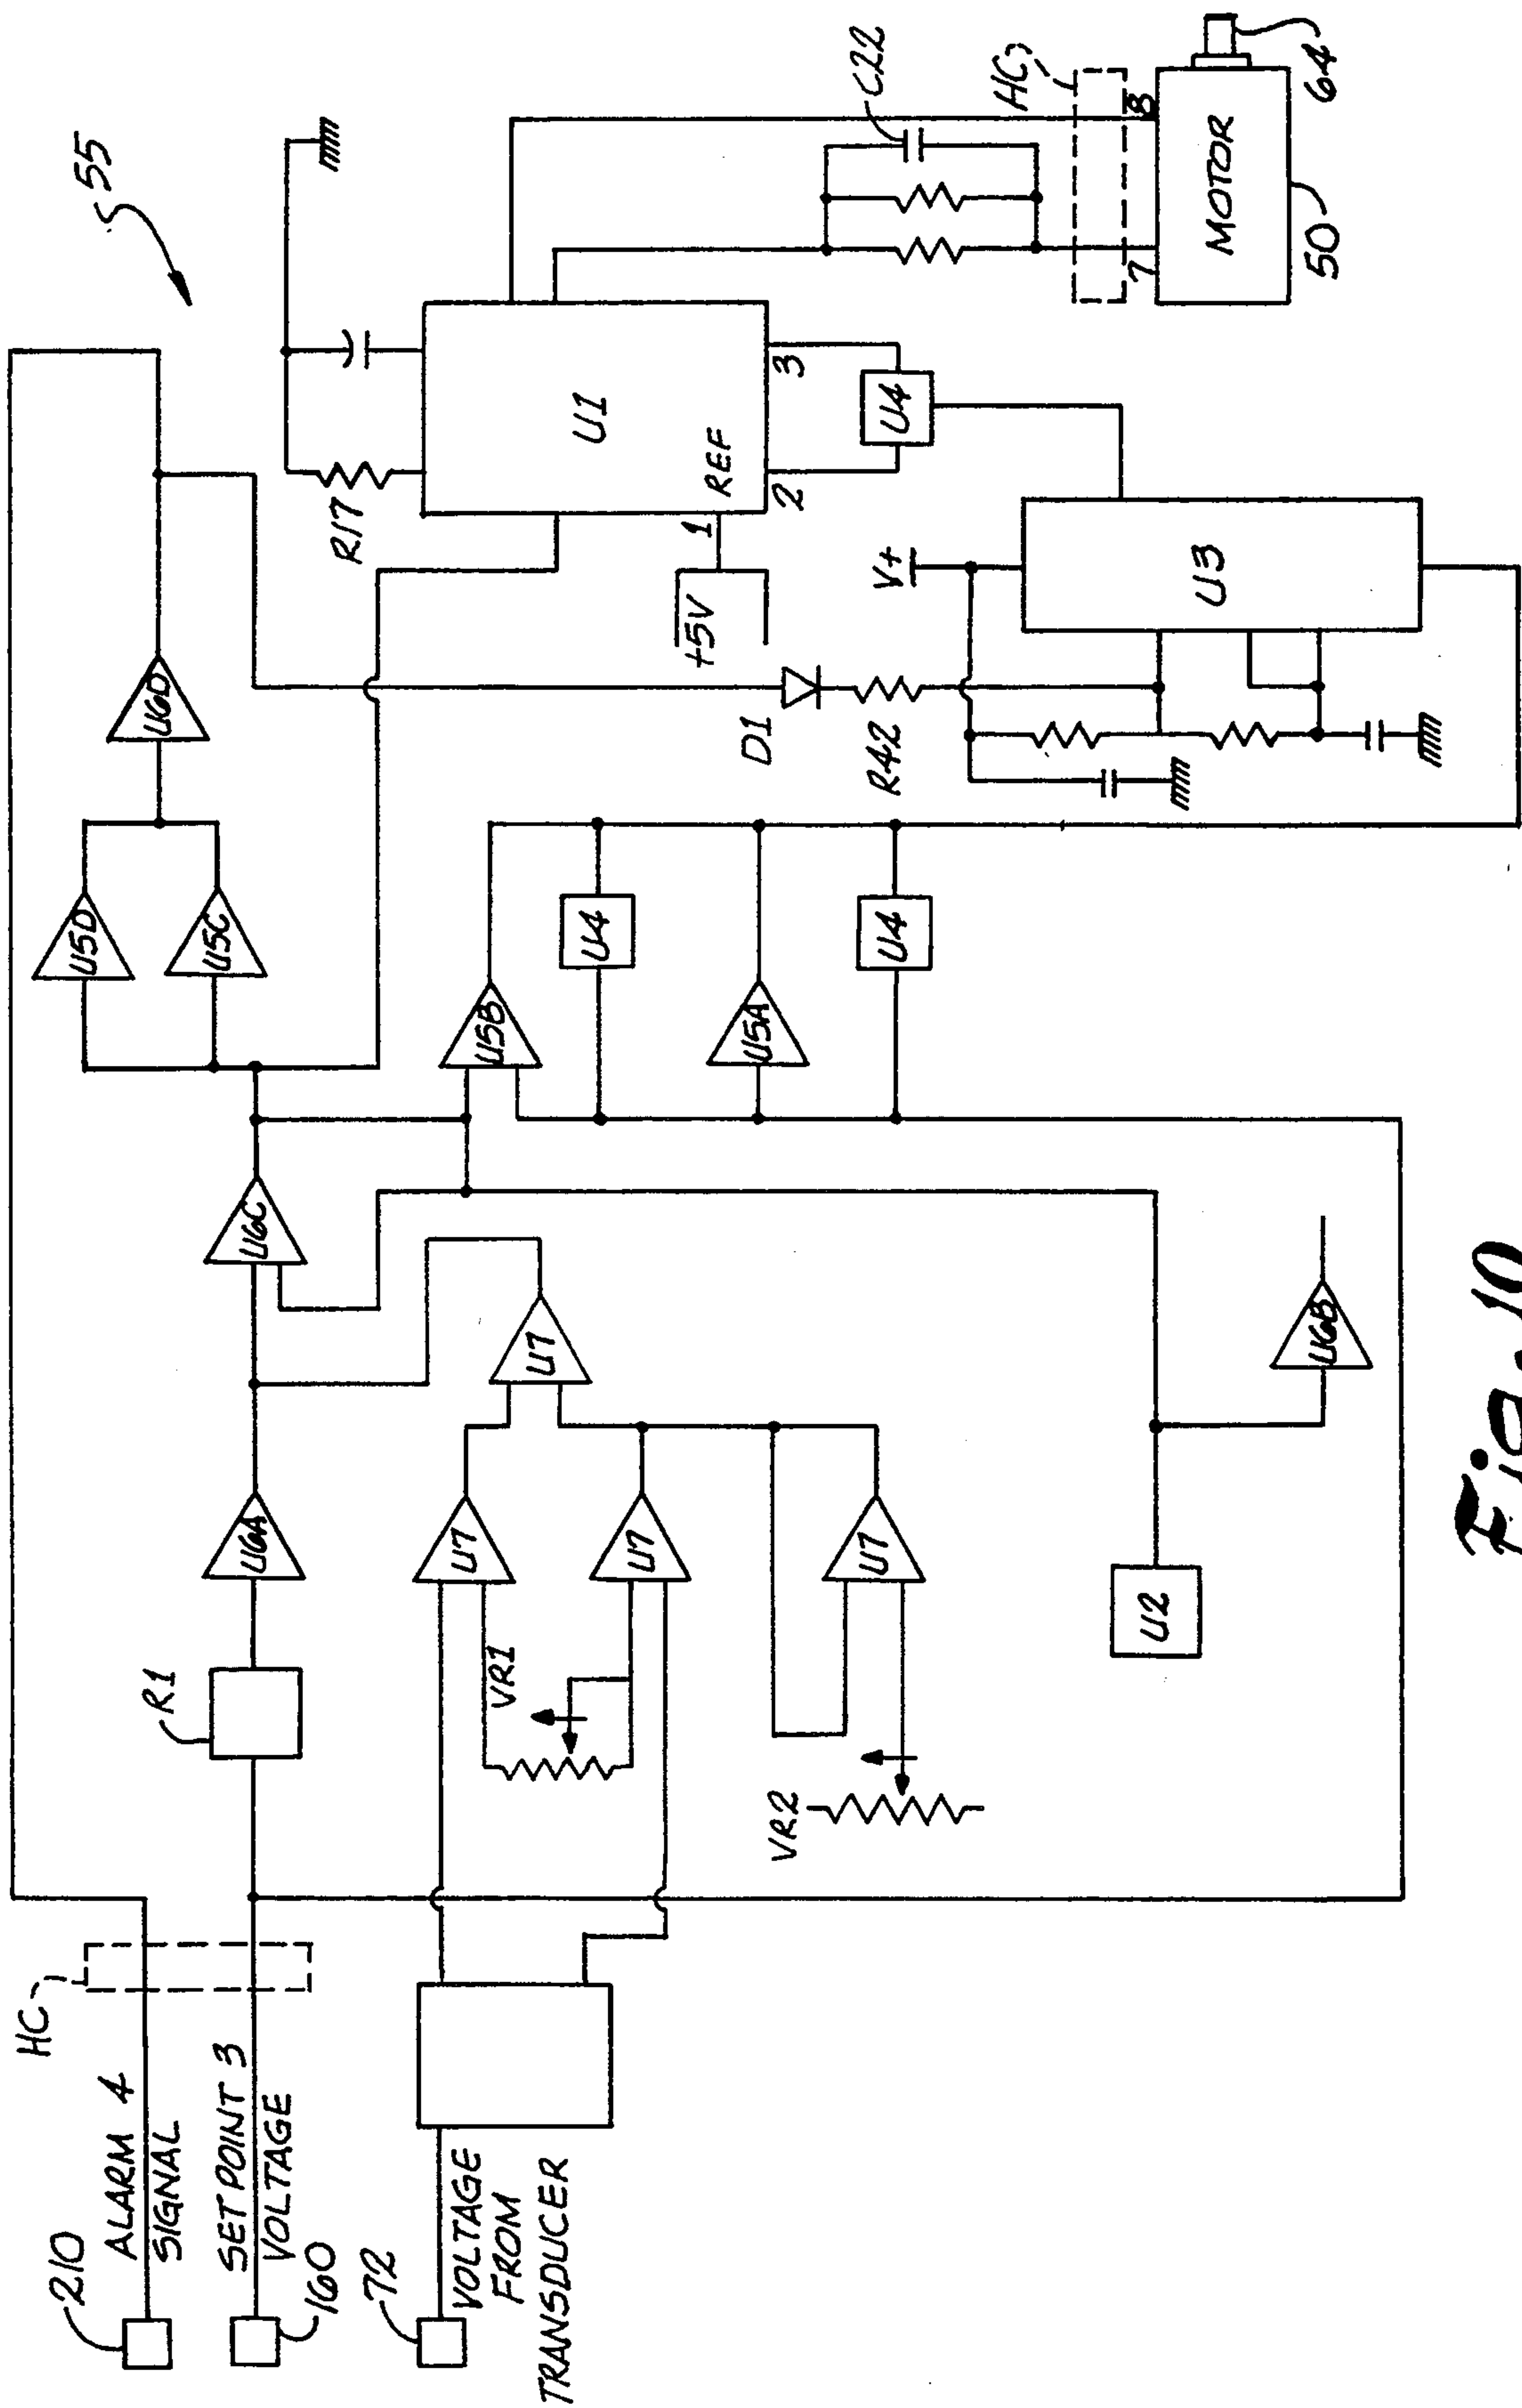 55
210
ALARM 4
SIGNAL
HC
SET POINT 3
VOLTAGE
160
72
VOLTAGE
FROM
TRANSDUCER
R1
U6A
U6C
U5D
U5C
U6D
VR1
VR2
U7
U7
U7
U7
U2
U6B
U5B
U4
U5A
U4
D1
R42
R17
U1
REF
1
2
3
+5V
U4
V+
U3
C22
HC
7
8
MOTOR
50
64
Fig. 10